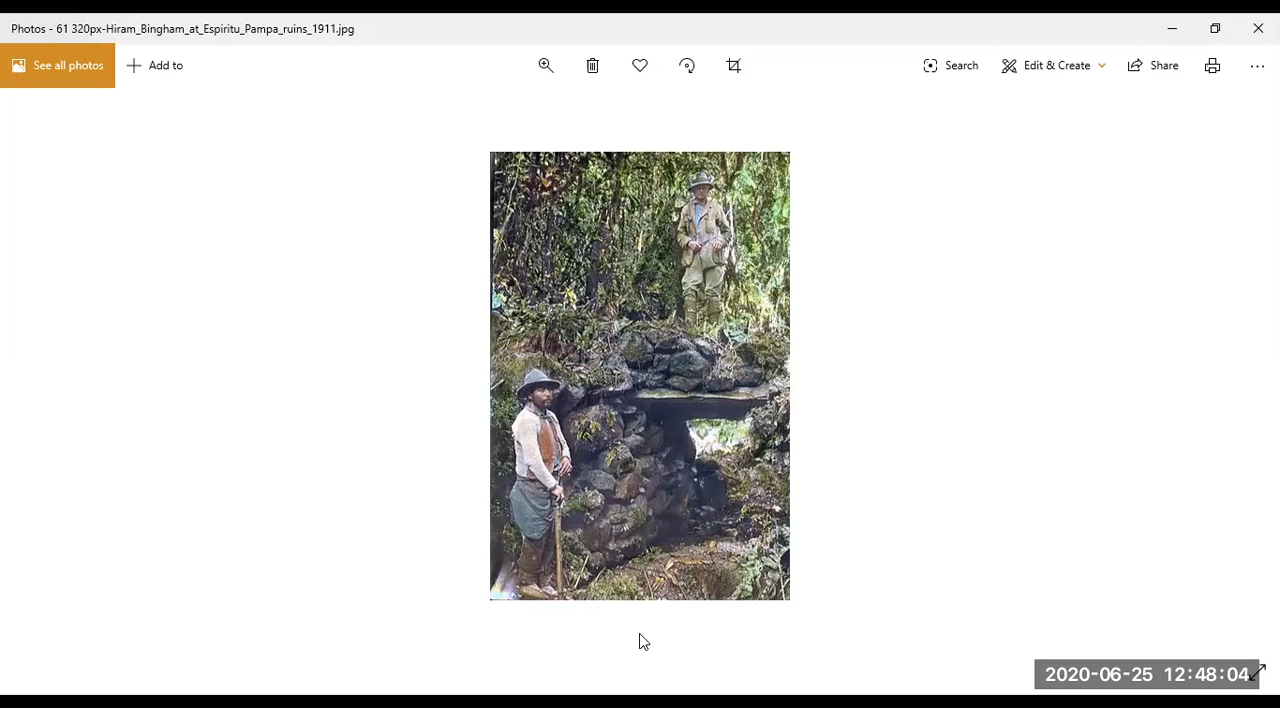 Photos - 61 320px-Hiram_Bingham_at_Espiritu_Pampa_ruins_1911.jpg
See all photos
Add to
Search
Edit & Create
Share
2020-06-25 12:48:04